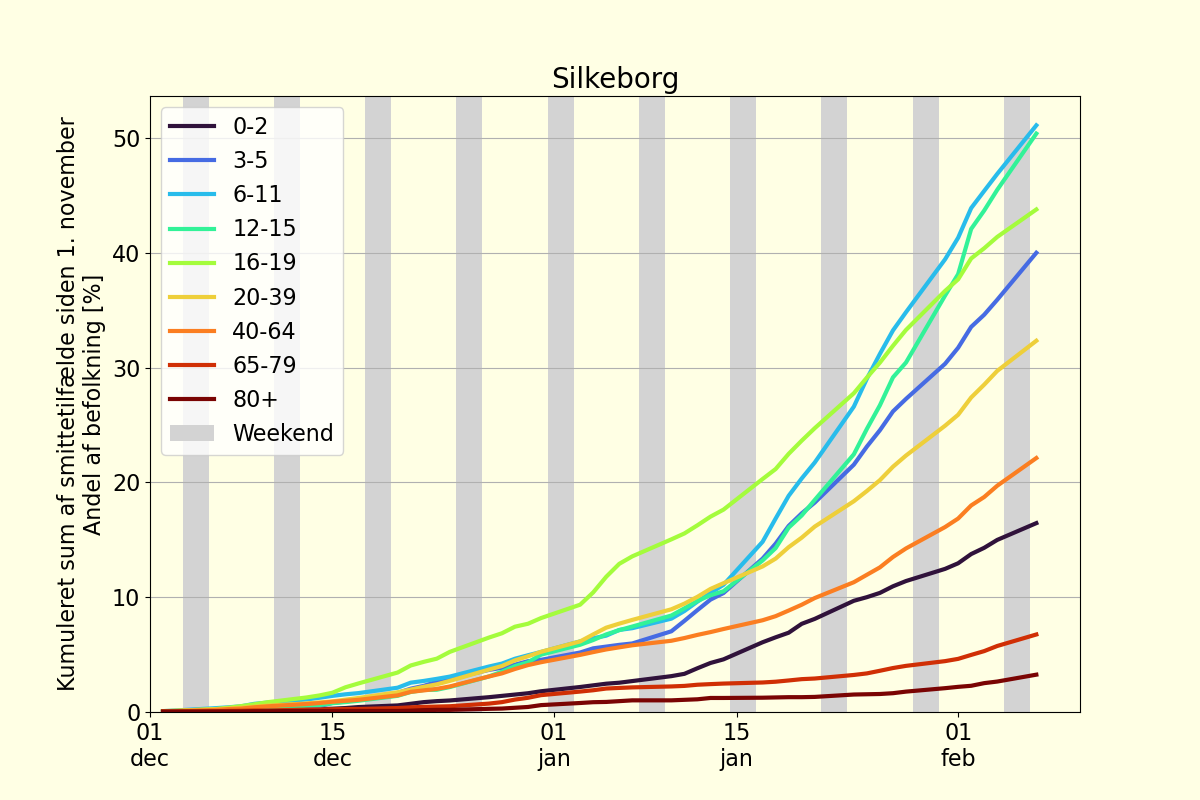 Silkeborg
Kumuleret sum af smittetilfælde siden 1. november
Andel af befolkning [%]
50
40
30
20
10
0
0-2
3-5
6-11
12-15
16-19
20-39
40-64
65-79
80+
Weekend
01 15 01 15 01
dec dec jan jan feb